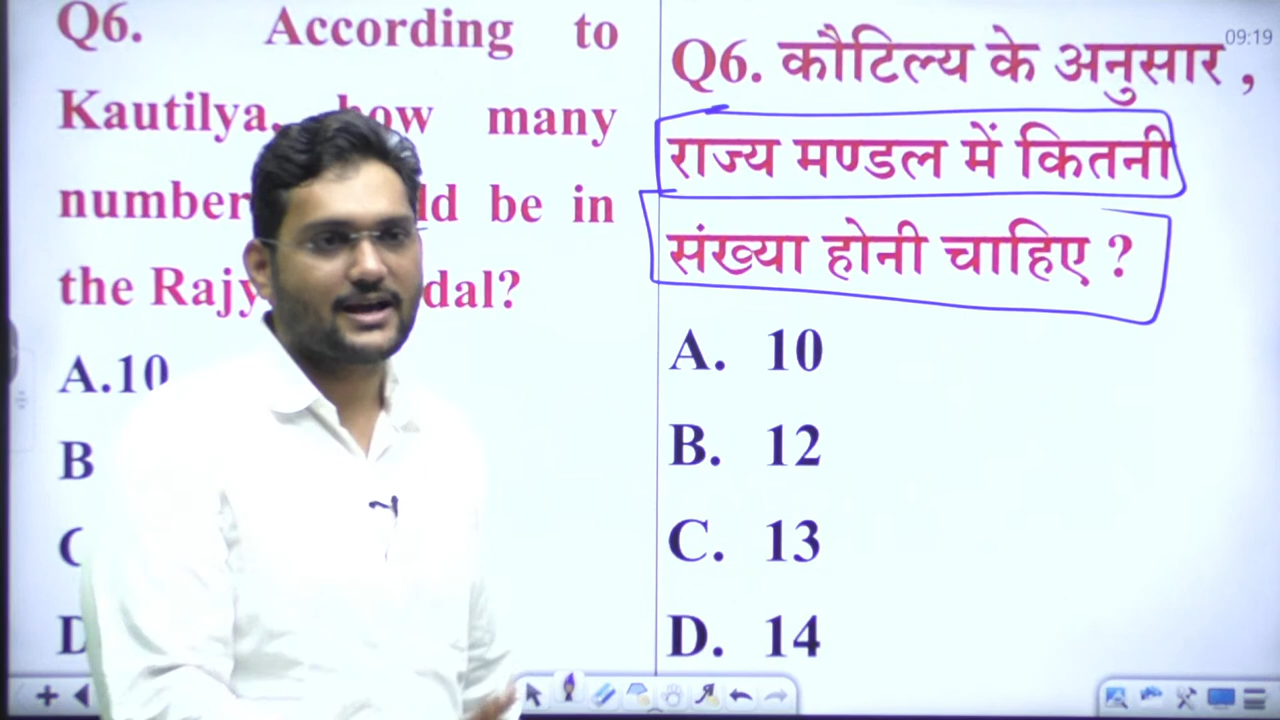 Q6. According to
Kautilya, how many
number ld be in
the Rajy dal?
A.10
B
C
D
09:19
Q6. कौटिल्य के अनुसार ,
राज्य मण्डल में कितनी
संख्या होनी चाहिए ?
A. 10
B. 12
C. 13
D. 14